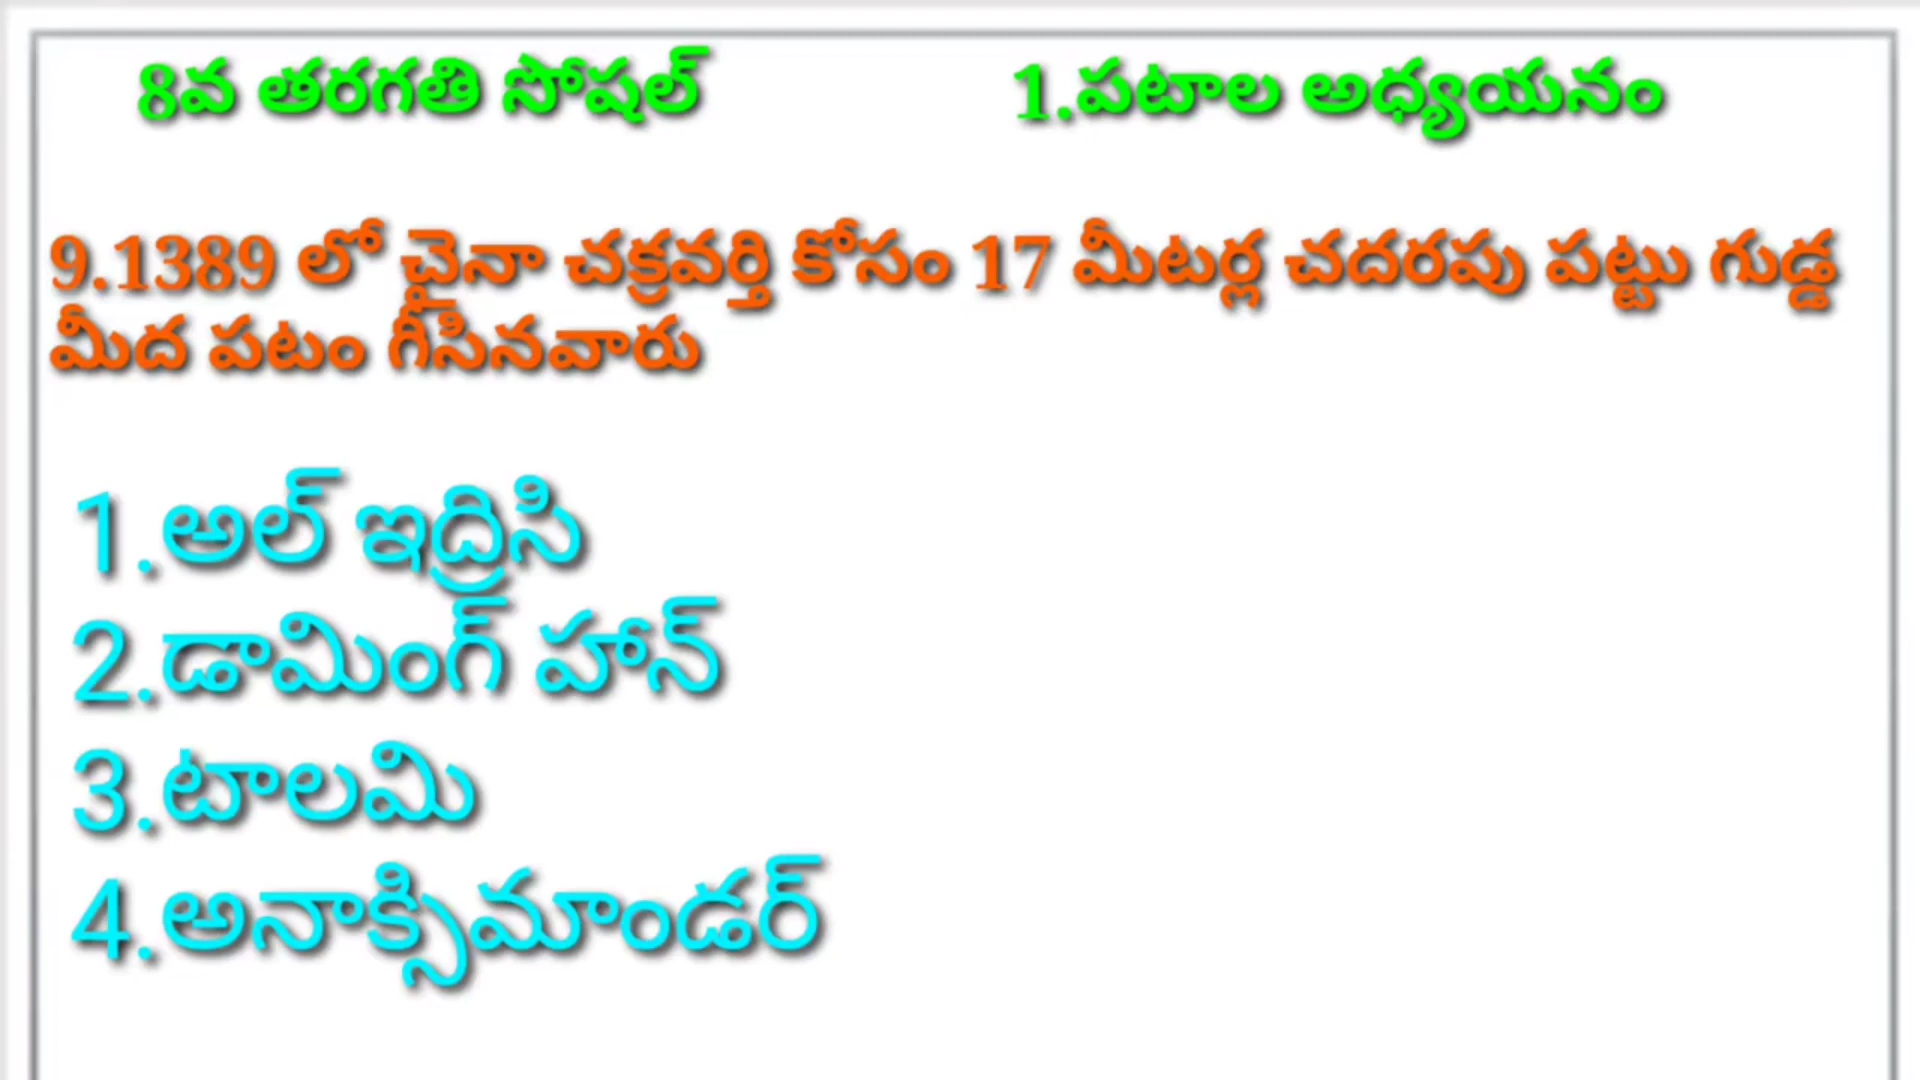 8వ తరగతి సోషల్ 1.పటాల అధ్యయనం
9.1389 లో చైనా చక్రవర్తి కోసం 17 మీటర్ల చదరపు పట్టు గుడ్డ
మీద పటం గీసినవారు
1.అల్ ఇద్రిసి
2.డామింగ్ హాన్
3.టాలమి
4.అనాక్సిమాండర్